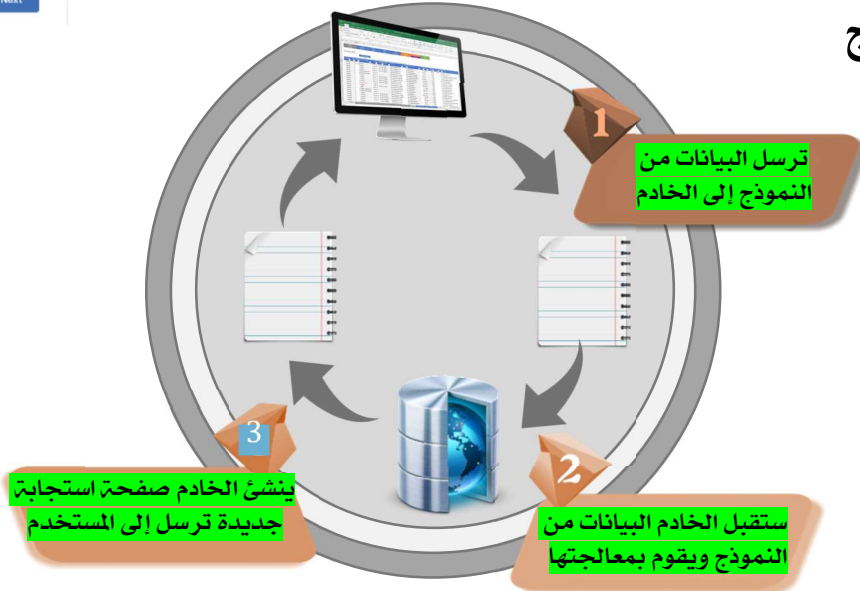 Next
ج
1
ترسل البيانات من
النموذج إلى الخادم
2
ستقبل الخادم البيانات من
النموذج ويقوم بمعالجتها
3
ينشئ الخادم صفحة استجابة
جديدة ترسل إلى المستخدم